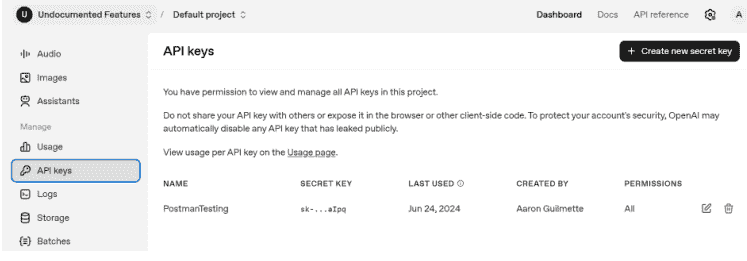 U Undocumented Features / Default project Dashboard Docs API reference A
Audio
Images
Assistants
Manage
Usage
API keys
Logs
Storage
Batches
API keys
+ Create new secret key
You have permission to view and manage all API keys in this project.
Do not share your API key with others or expose it in the browser or other client-side code. To protect your account's security, OpenAI may
automatically disable any API key that has leaked publicly.
View usage per API key on the Usage page.
NAME SECRET KEY LAST USED CREATED BY PERMISSIONS
PostmanTesting sk-...aIpq Jun 24, 2024 Aaron Guilmette All